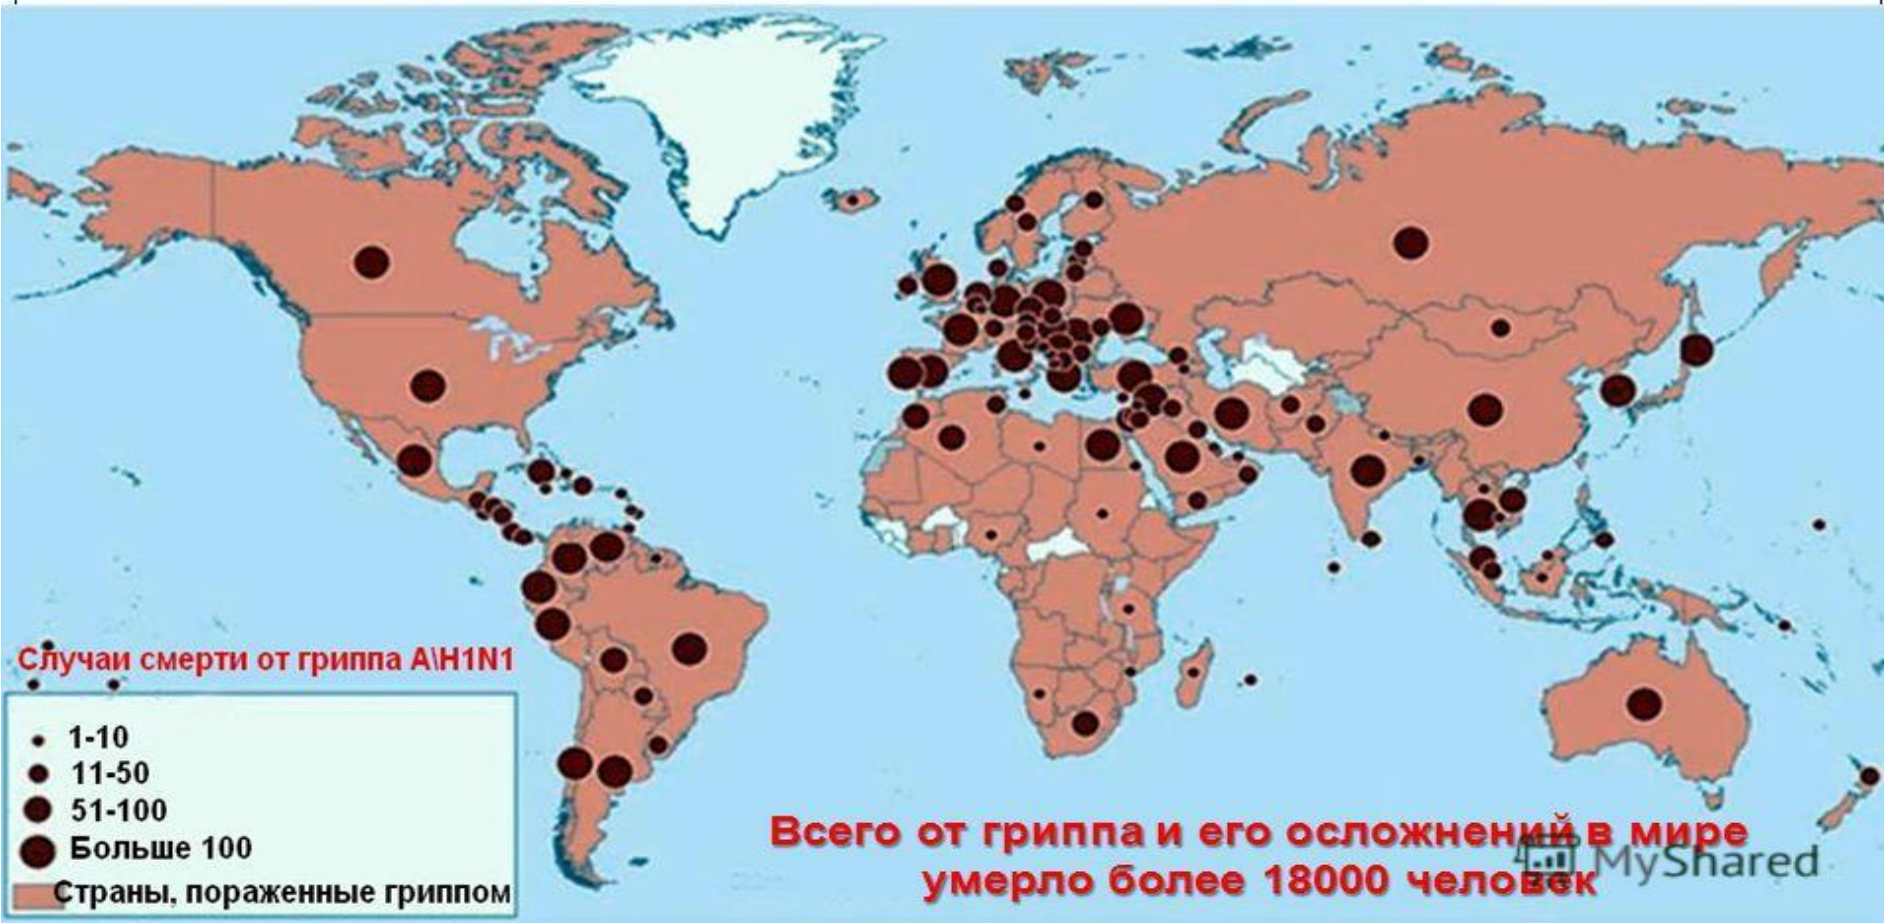 Случаи смерти от гриппа A\H1N1
1-10
11-50
51-100
Больше 100
Страны, пораженные гриппом
Всего от гриппа и его осложнений в мире
умерло более 18000 человек
MyShared